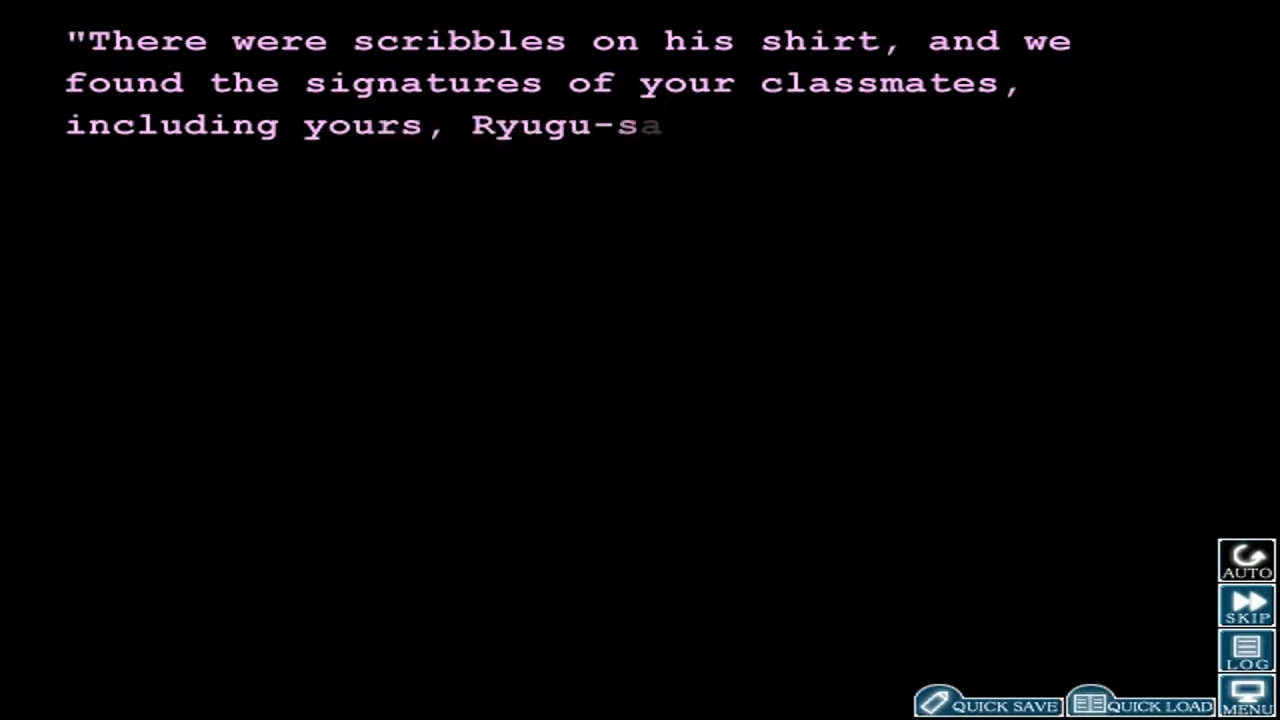 "There were scribbles on his shirt, and we
found the signatures of your classmates,
including yours, Ryugu-sa
AUTO
SKIP
LOG
QUICK SAVE
QUICK LOAD
MENU